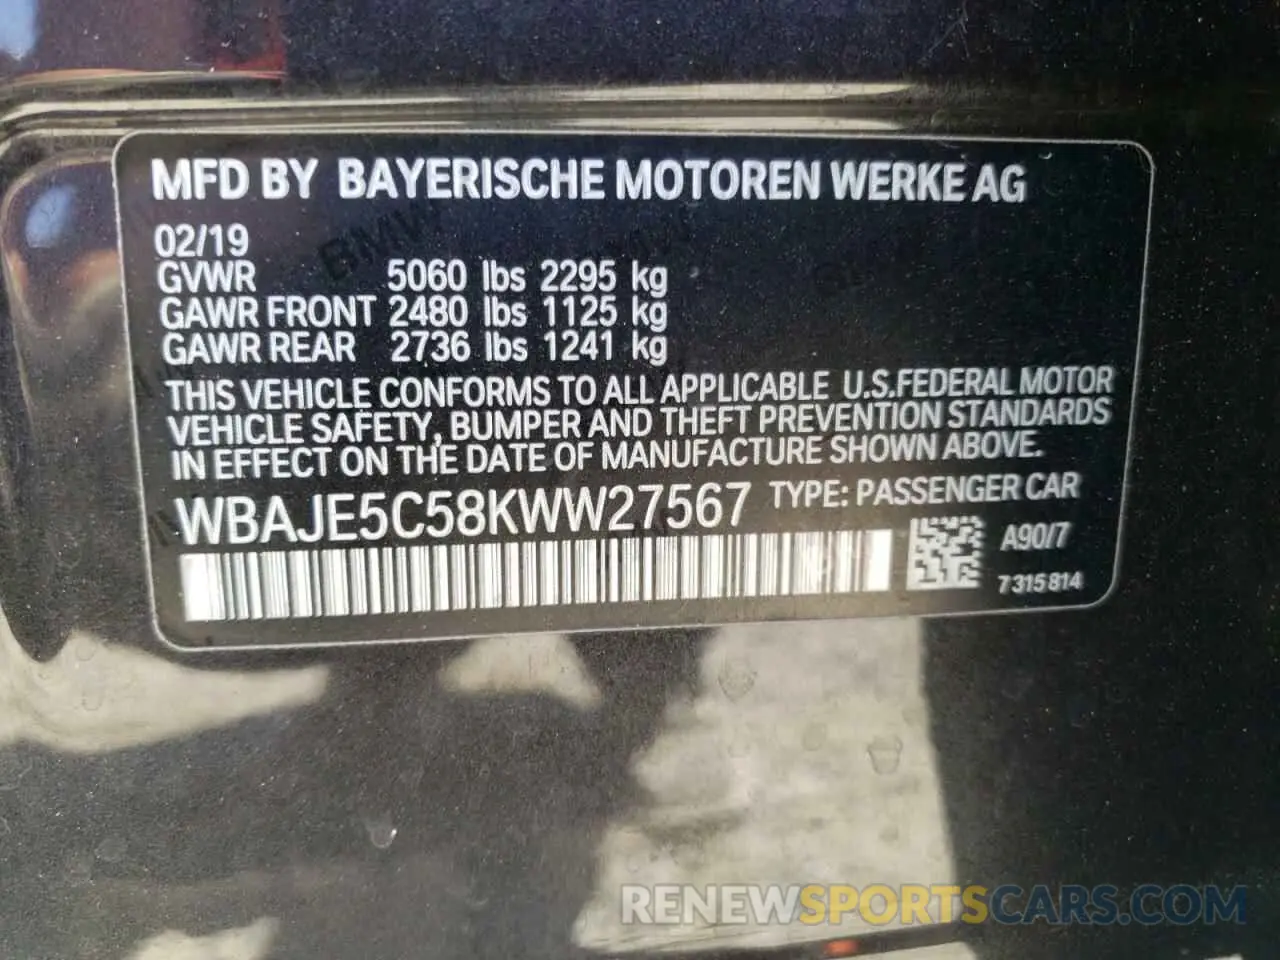 MFD BY BAYERISCHE MOTOREN WERKE AG
02/19
GVWR 5060 lbs 2295 kg
GAWR FRONT 2480 lbs 1125 kg
GAWR REAR 2736 lbs 1241 kg
THIS VEHICLE CONFORMS TO ALL APPLICABLE U.S.FEDERAL MOTOR
VEHICLE SAFETY, BUMPER AND THEFT PREVENTION STANDARDS
IN EFFECT ON THE DATE OF MANUFACTURE SHOWN ABOVE.
WBAJE5C58KWW27567 TYPE: PASSENGER CAR
A90/7
7315814
BMW
RENEWSPORTSCARS.COM